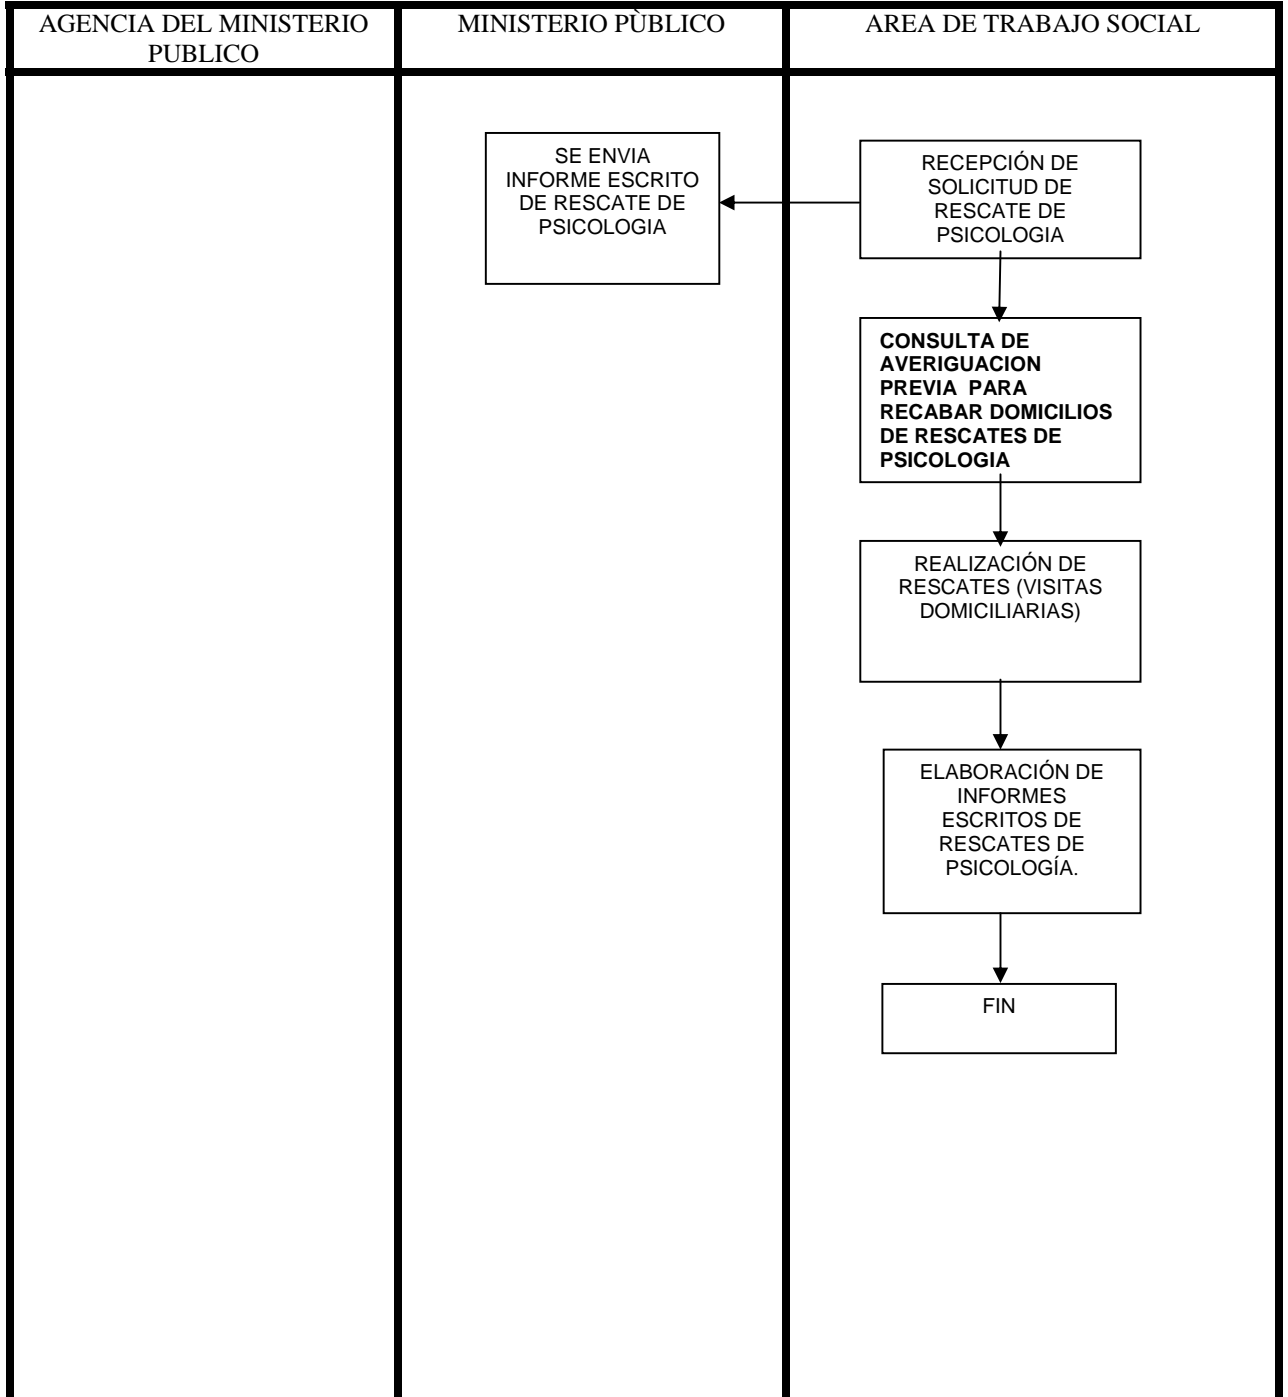 AGENCIA DEL MINISTERIO
PUBLICO
MINISTERIO PÙBLICO
AREA DE TRABAJO SOCIAL
SE ENVIA
INFORME ESCRITO
DE RESCATE DE
PSICOLOGIA
RECEPCIÓN DE
SOLICITUD DE
RESCATE DE
PSICOLOGIA
CONSULTA DE
AVERIGUACION
PREVIA PARA
RECABAR DOMICILIOS
DE RESCATES DE
PSICOLOGIA
REALIZACIÓN DE
RESCATES (VISITAS
DOMICILIARIAS)
ELABORACIÓN DE
INFORMES
ESCRITOS DE
RESCATES DE
PSICOLOGÍA.
FIN